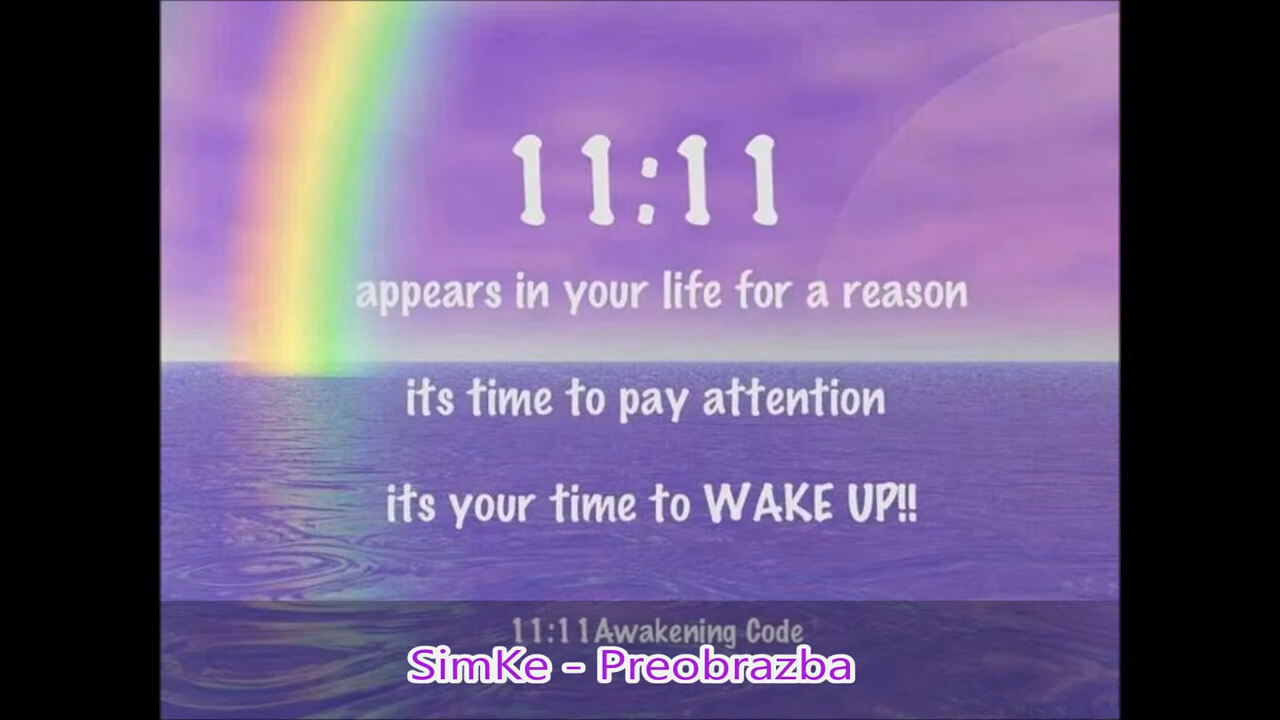 11:11
appears in your life for a reason
its time to pay attention
its your time to WAKE UP!!
11:11Awakening Code
SimKe - Preobrazba